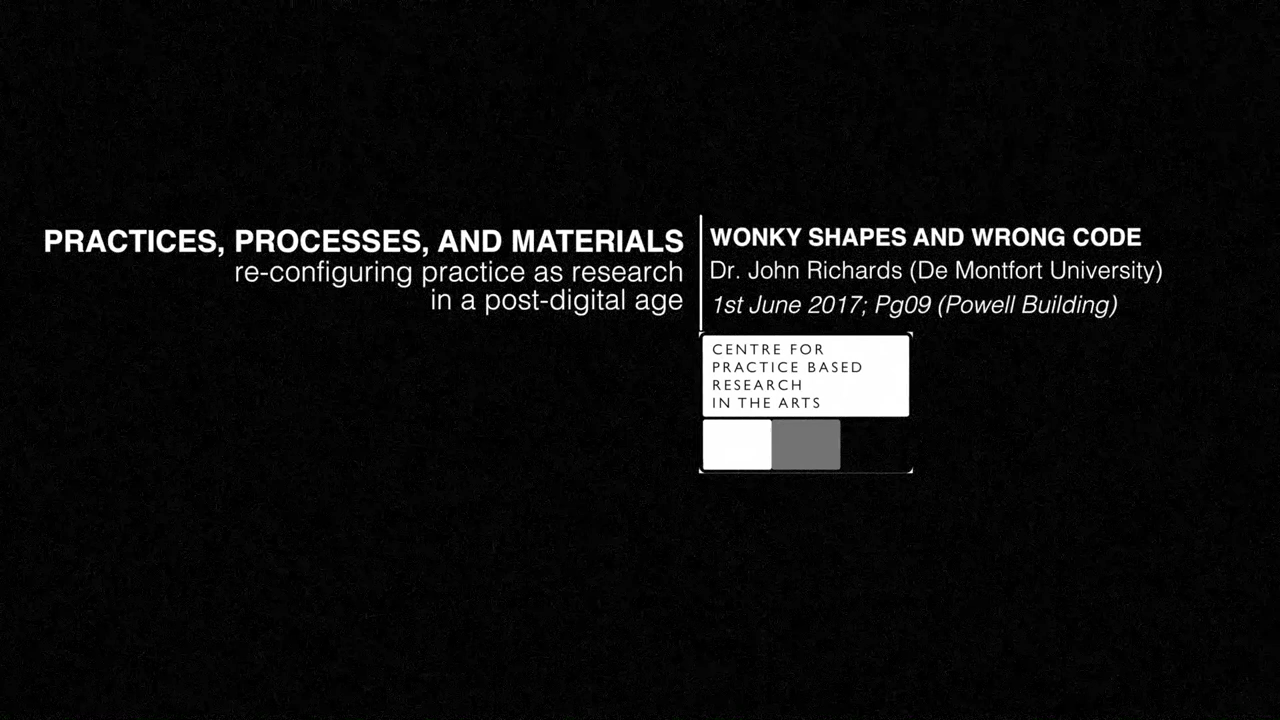 PRACTICES, PROCESSES, AND MATERIALS
re-configuring practice as research
in a post-digital age
WONKY SHAPES AND WRONG CODE
Dr. John Richards (De Montfort University)
1st June 2017; Pg09 (Powell Building)
CENTRE FOR
PRACTICE BASED
RESEARCH
IN THE ARTS